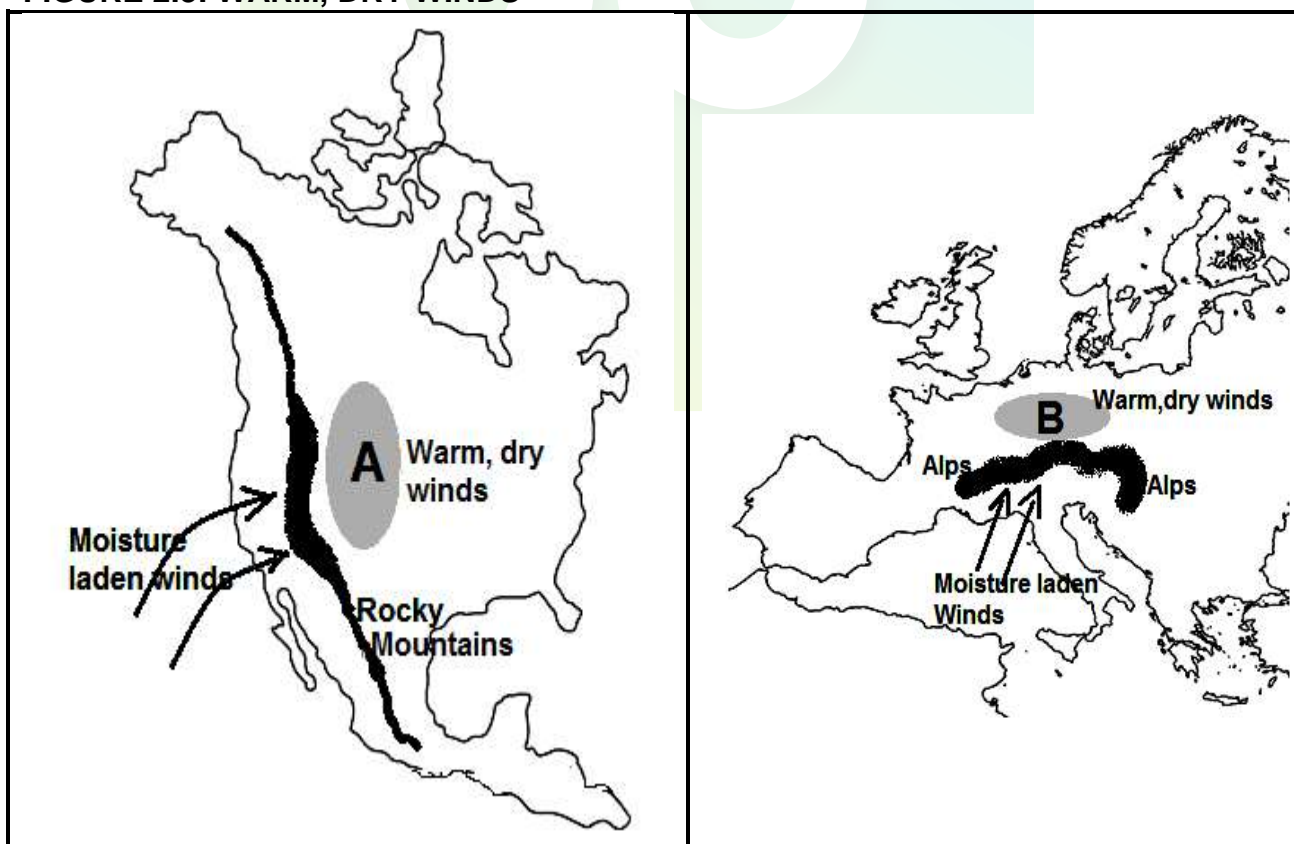 FIGURE 2.3: WARM, DRY WINDS
A
Warm, dry
winds
Moisture
laden winds
Rocky
Mountains
B
Warm,dry winds
Alps
Alps
Moisture laden
Winds